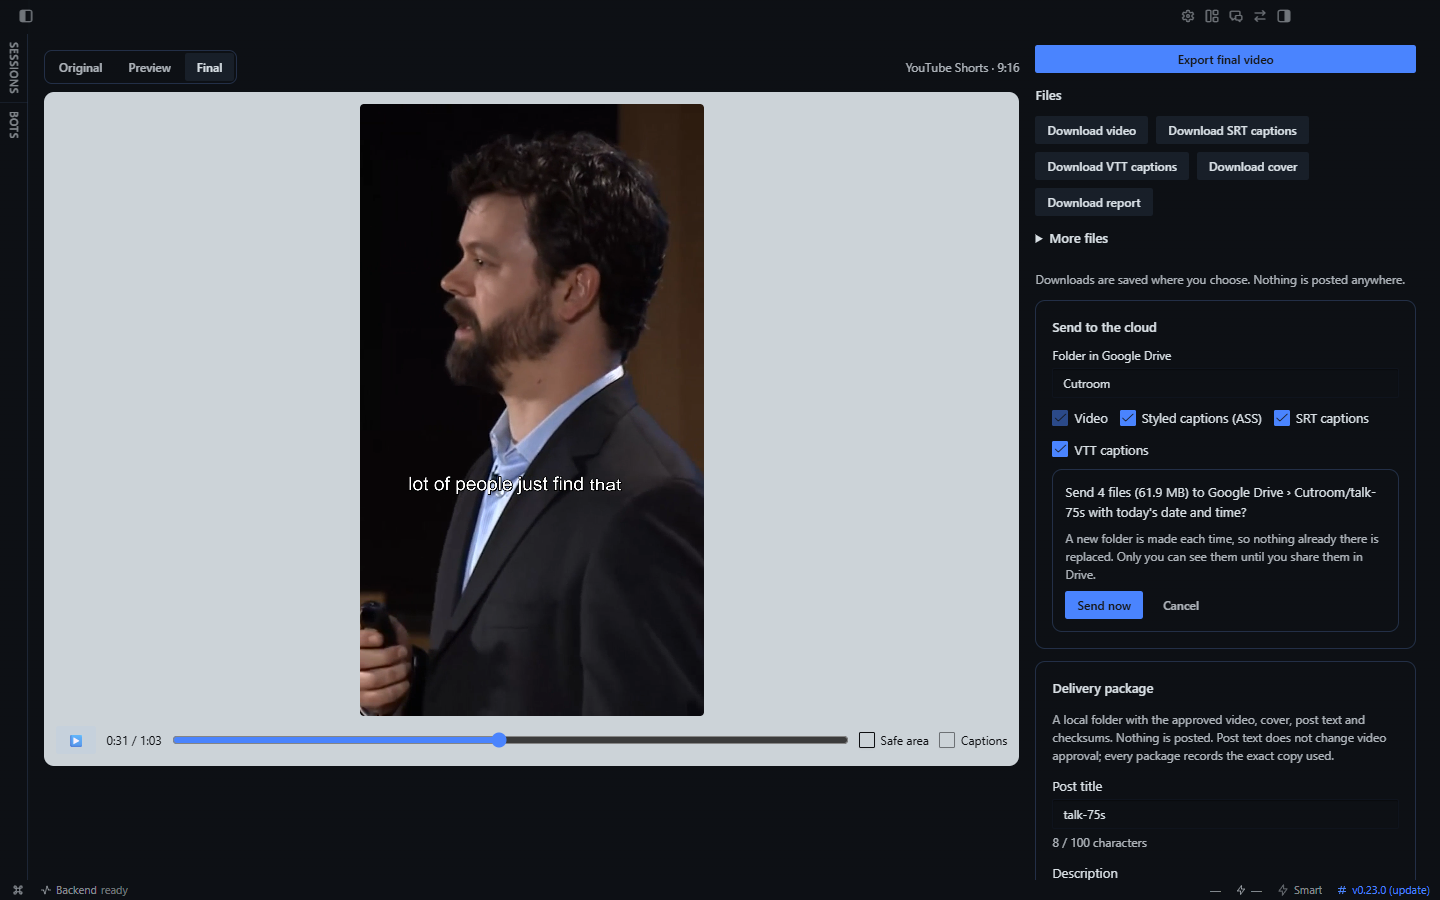 SESSIONS
BOTS
Original Preview Final
YouTube Shorts · 9:16
lot of people just find that
0:31 / 1:03
Safe area
Captions
Export final video
Files
Download video
Download SRT captions
Download VTT captions
Download cover
Download report
More files
Downloads are saved where you choose. Nothing is posted anywhere.
Send to the cloud
Folder in Google Drive
Cutroom
Video
Styled captions (ASS)
SRT captions
VTT captions
Send 4 files (61.9 MB) to Google Drive › Cutroom/talk-
75s with today's date and time?
A new folder is made each time, so nothing already there is
replaced. Only you can see them until you share them in
Drive.
Send now
Cancel
Delivery package
A local folder with the approved video, cover, post text and
checksums. Nothing is posted. Post text does not change video
approval; every package records the exact copy used.
Post title
talk-75s
8 / 100 characters
Description
Backend ready
— — Smart # v0.23.0 (update)